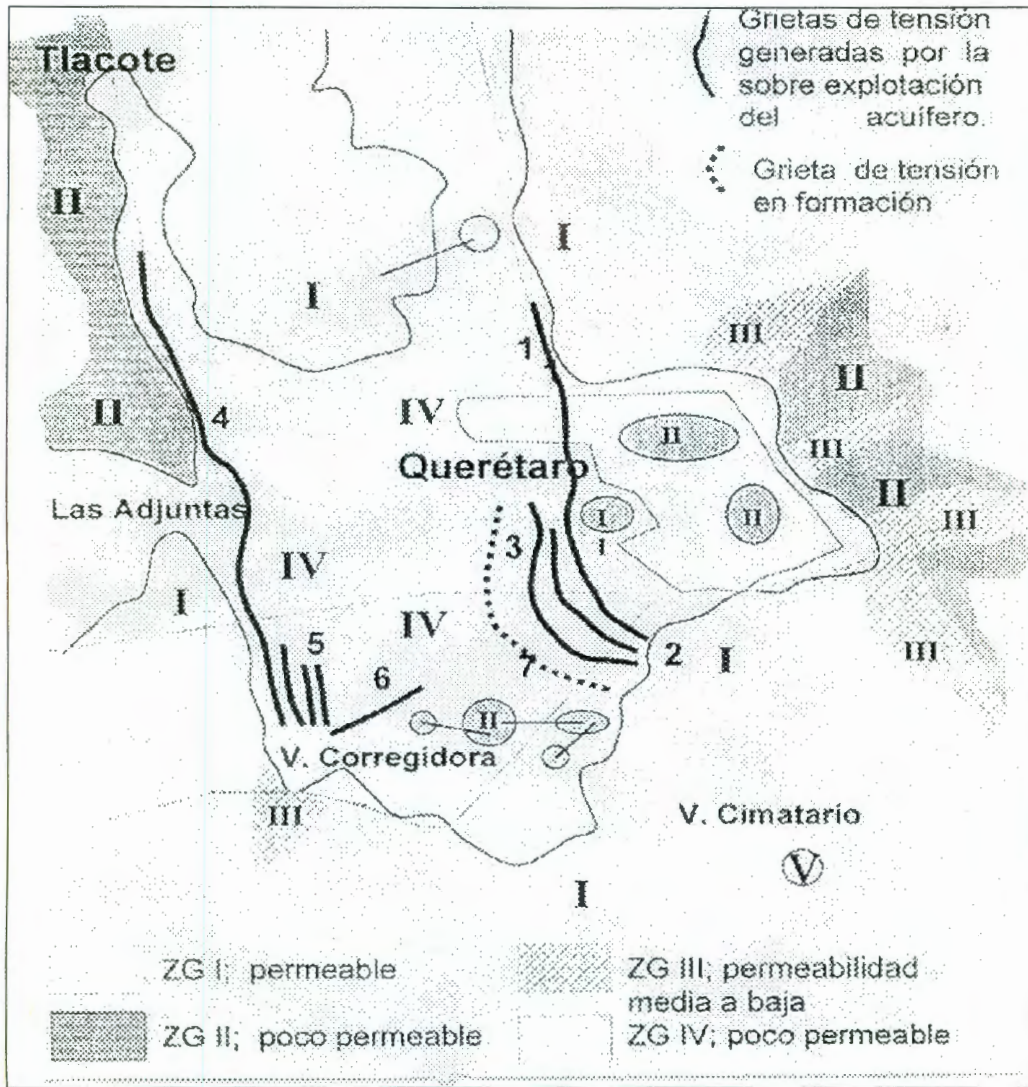 Grietas de tensión
generadas por la
sobre explotación
del acuífero.
Grieta de tensión
en formación
Tlacote
II
I
I
III
1
II
II
4
IV
II
III
Querétaro
II
III
Las Adjuntas
I
i
II
3
IV
I
IV
5
6
7
2
I
III
II
V. Corregidora
III
V. Cimatario
V
I
ZG I; permeable
ZG III; permeabilidad
media a baja
ZG II; poco permeable
ZG IV; poco permeable